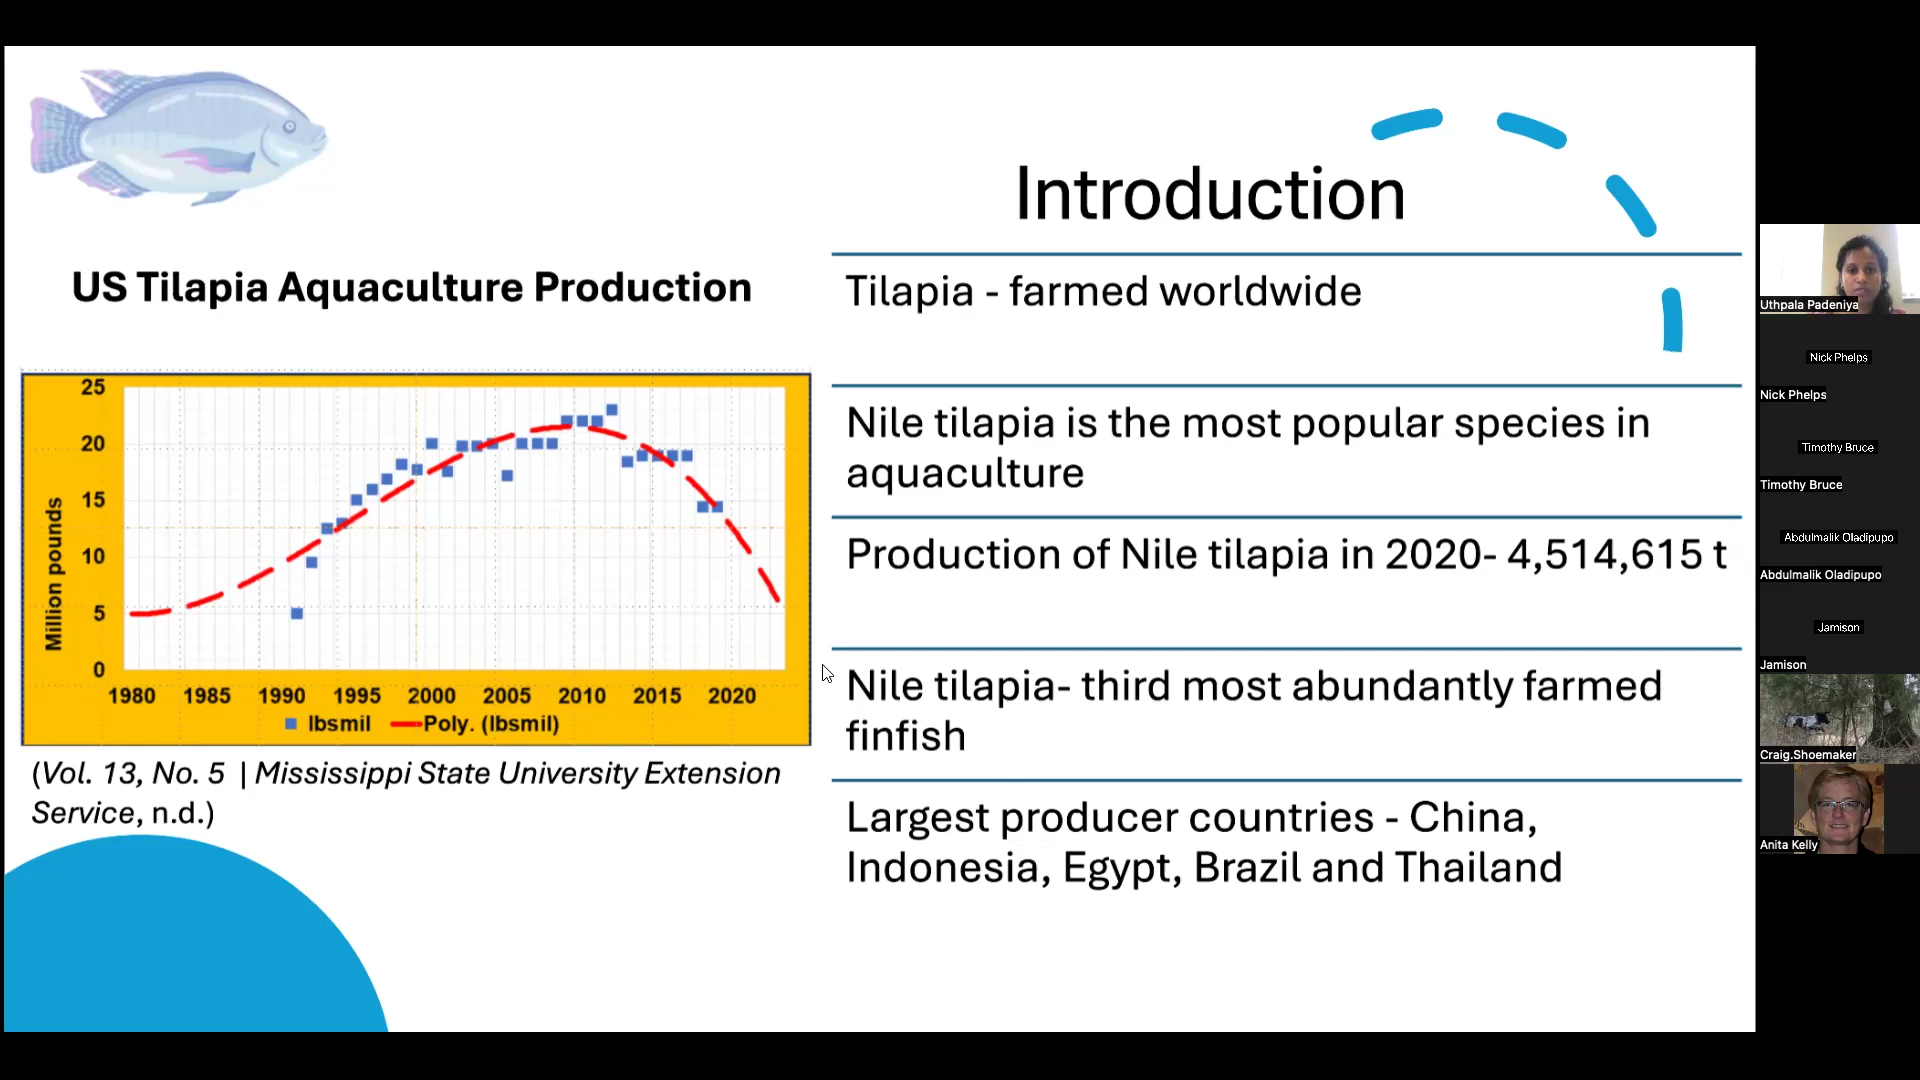 Introduction
US Tilapia Aquaculture Production
25
20
15
10
5
0
Million pounds
1980 1985 1990 1995 2000 2005 2010 2015 2020
lbsmil Poly. (lbsmil)
(Vol. 13, No. 5 | Mississippi State University Extension
Service, n.d.)
Tilapia - farmed worldwide
Nile tilapia is the most popular species in
aquaculture
Production of Nile tilapia in 2020- 4,514,615 t
Nile tilapia- third most abundantly farmed
finfish
Largest producer countries - China,
Indonesia, Egypt, Brazil and Thailand
Uthpala Padeniya
Nick Phelps
Nick Phelps
Timothy Bruce
Timothy Bruce
Abdulmalik Oladipupo
Abdulmalik Oladipupo
Jamison
Jamison
Craig.Shoemaker
Anita Kelly